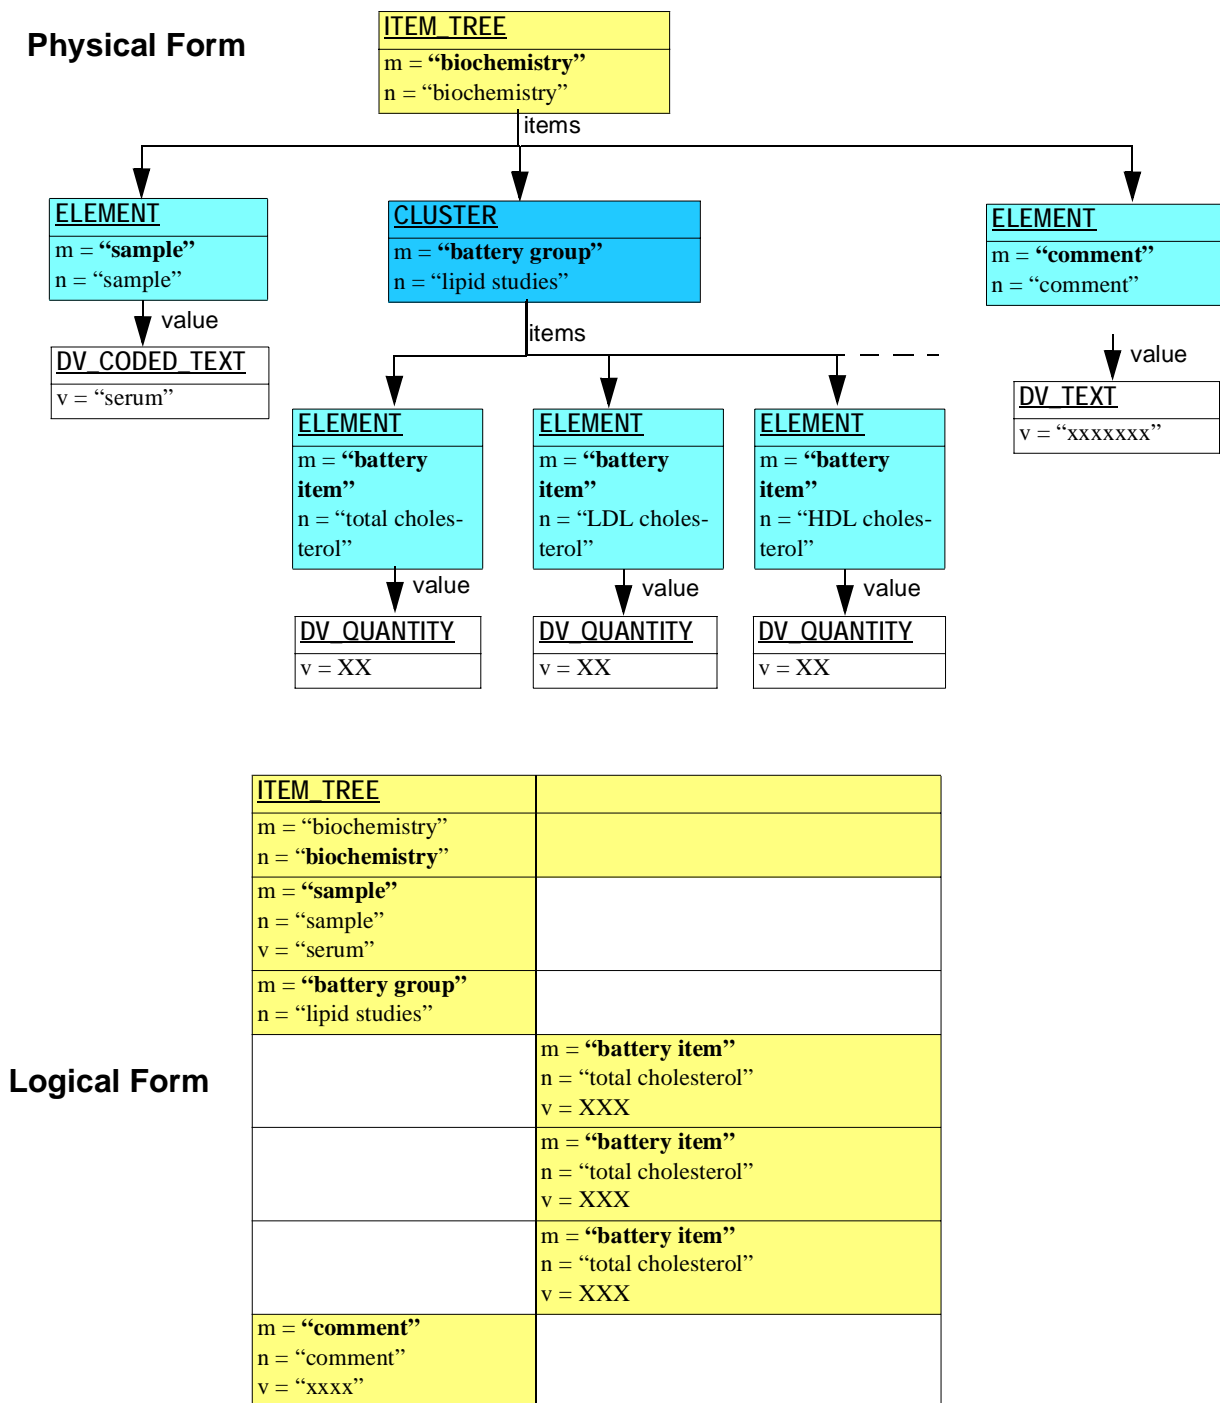 Physical Form
ITEM_TREE
m = “biochemistry”
n = “biochemistry”
items
ELEMENT
m = “sample”
n = “sample”
value
DV_CODED_TEXT
v = “serum”
CLUSTER
m = “battery group”
n = “lipid studies”
items
ELEMENT
m = “comment”
n = “comment”
value
DV_TEXT
v = “xxxxxxx”
ELEMENT
m = “battery
item”
n = “total choles-
terol”
value
DV_QUANTITY
v = XX
ELEMENT
m = “battery
item”
n = “LDL choles-
terol”
value
DV_QUANTITY
v = XX
ELEMENT
m = “battery
item”
n = “HDL choles-
terol”
value
DV_QUANTITY
v = XX
Logical Form
ITEM_TREE
m = “biochemistry”
n = “biochemistry”
m = “sample”
n = “sample”
v = “serum”
m = “battery group”
n = “lipid studies”
m = “battery item”
n = “total cholesterol”
v = XXX
m = “battery item”
n = “total cholesterol”
v = XXX
m = “battery item”
n = “total cholesterol”
v = XXX
m = “comment”
n = “comment”
v = “xxxx”